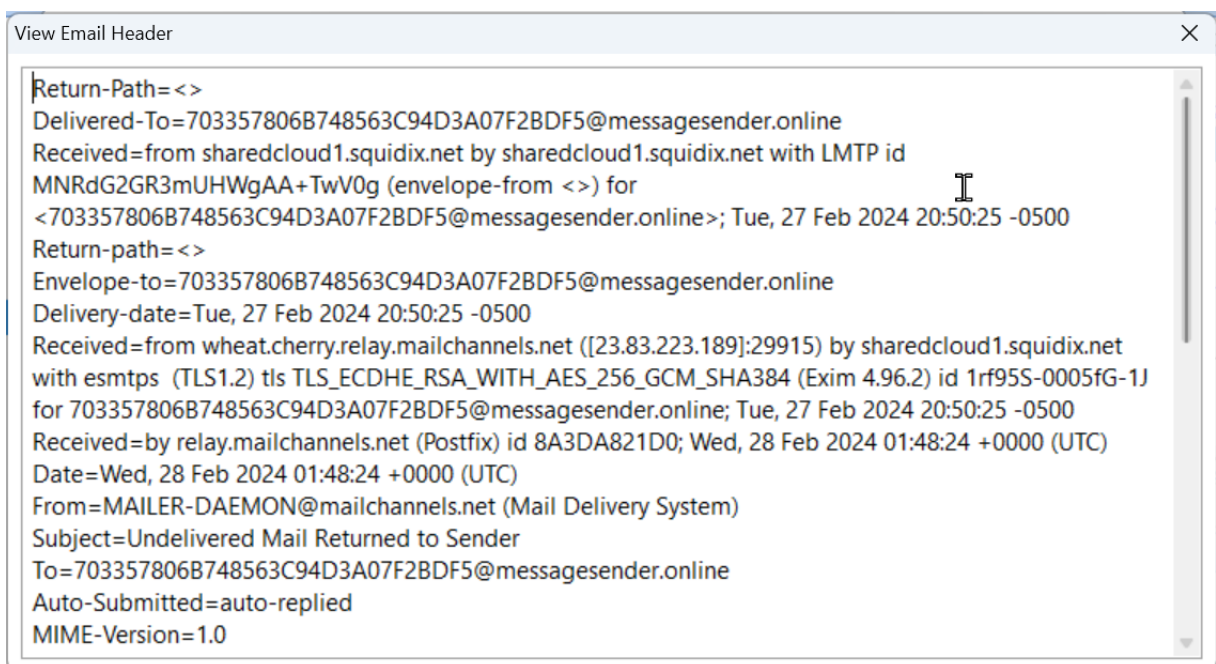 View Email Header
Return-Path=<>
Delivered-To=703357806B748563C94D3A07F2BDF5@messagesender.online
Received=from sharedcloud1.squidix.net by sharedcloud1.squidix.net with LMTP id
MNRdG2GR3mUHWgAA+TwV0g (envelope-from <>) for
<703357806B748563C94D3A07F2BDF5@messagesender.online>; Tue, 27 Feb 2024 20:50:25 -0500
Return-path=<>
Envelope-to=703357806B748563C94D3A07F2BDF5@messagesender.online
Delivery-date=Tue, 27 Feb 2024 20:50:25 -0500
Received=from wheat.cherry.relay.mailchannels.net ([23.83.223.189]:29915) by sharedcloud1.squidix.net
with esmtps  (TLS1.2) tls TLS_ECDHE_RSA_WITH_AES_256_GCM_SHA384 (Exim 4.96.2) id 1rf95S-0005fG-1J
for 703357806B748563C94D3A07F2BDF5@messagesender.online; Tue, 27 Feb 2024 20:50:25 -0500
Received=by relay.mailchannels.net (Postfix) id 8A3DA821D0; Wed, 28 Feb 2024 01:48:24 +0000 (UTC)
Date=Wed, 28 Feb 2024 01:48:24 +0000 (UTC)
From=MAILER-DAEMON@mailchannels.net (Mail Delivery System)
Subject=Undelivered Mail Returned to Sender
To=703357806B748563C94D3A07F2BDF5@messagesender.online
Auto-Submitted=auto-replied
MIME-Version=1.0